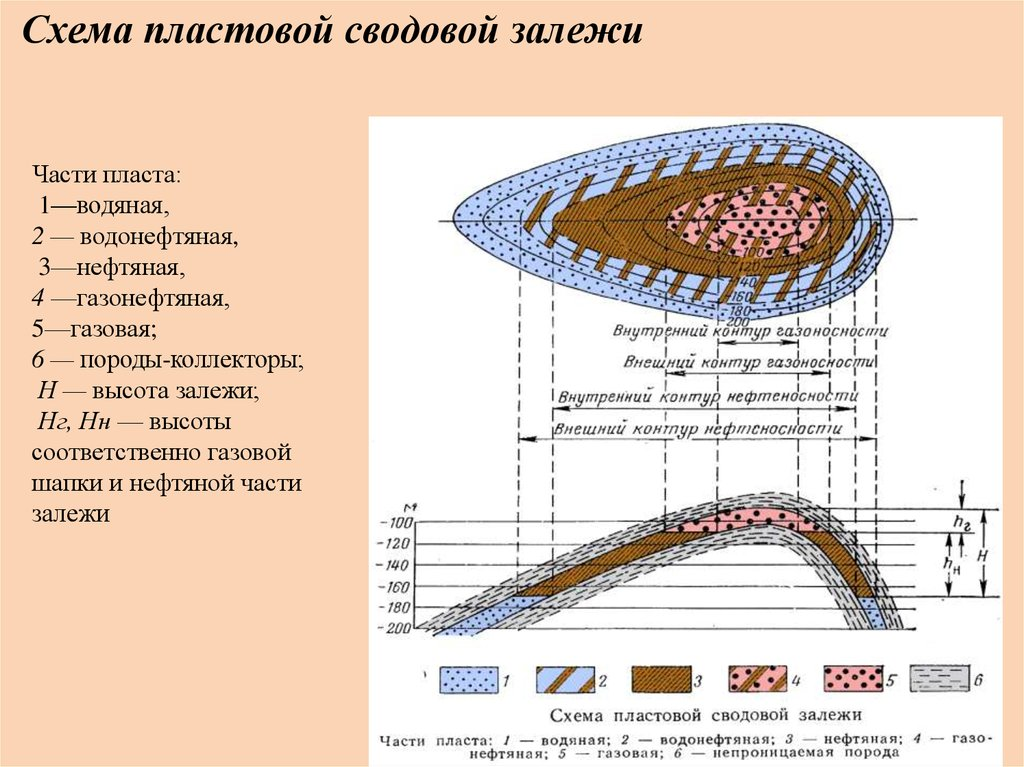 Схема пластовой сводовой залежи
Части пласта:
1—водяная,
2 — водонефтяная,
3—нефтяная,
4 —газонефтяная,
5—газовая;
6 — породы-коллекторы;
Н — высота залежи;
Нг, Нн — высоты
соответственно газовой
шапки и нефтяной части
залежи
-100
-120
-140
-160
-180
-200
Внутренний контур газоносности
Внешний контур газоносности
Внутренний контур нефтеносности
Внешний контур нефтеносности
м
-100
-120
-140
-160
-180
-200
hг
H
hн
1 2 3 4 5 6
Схема пластовой сводовой залежи
Части пласта: 1 — водяная; 2 — водонефтяная; 3 — нефтяная; 4 — газо-
нефтяная; 5 — газовая; 6 — непроницаемая порода